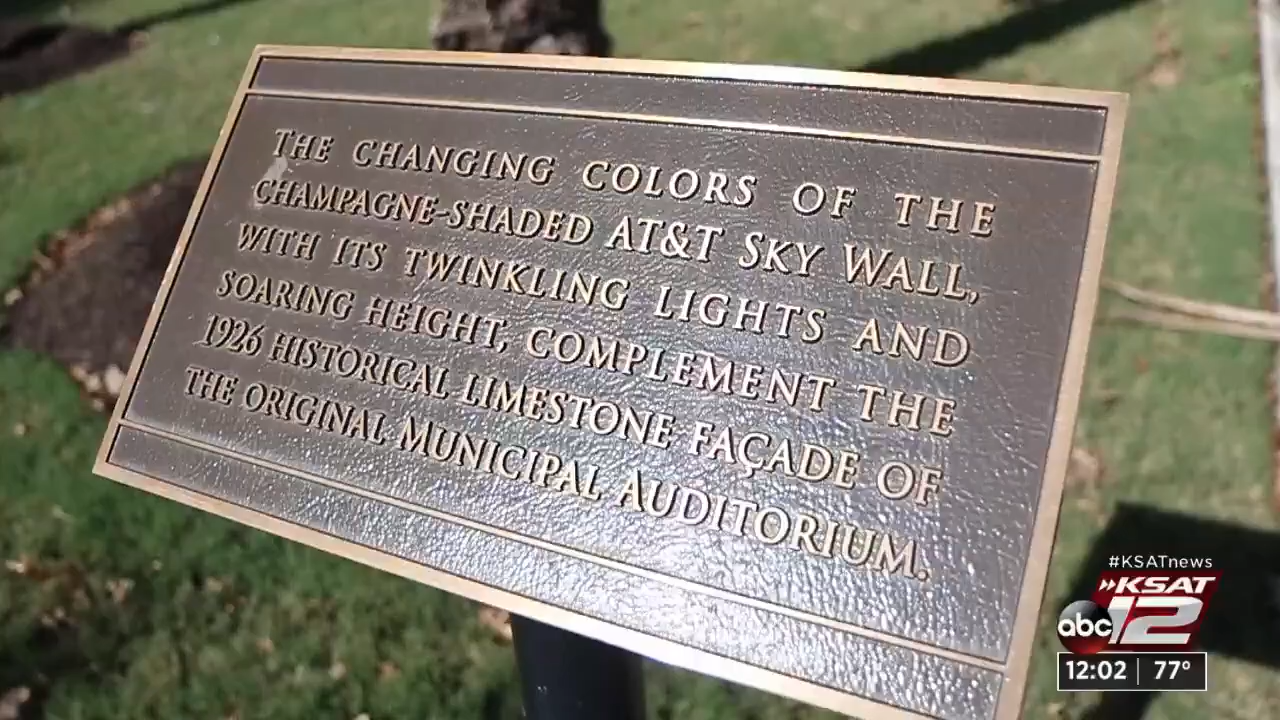 THE CHANGING COLORS OF THE
CHAMPAGNE-SHADED AT&T SKY WALL,
WITH ITS TWINKLING LIGHTS AND
SOARING HEIGHT, COMPLEMENT THE
1926 HISTORICAL LIMESTONE FAÇADE OF
THE ORIGINAL MUNICIPAL AUDITORIUM.
#KSATnews
KSAT
abc 12
12:02 77°